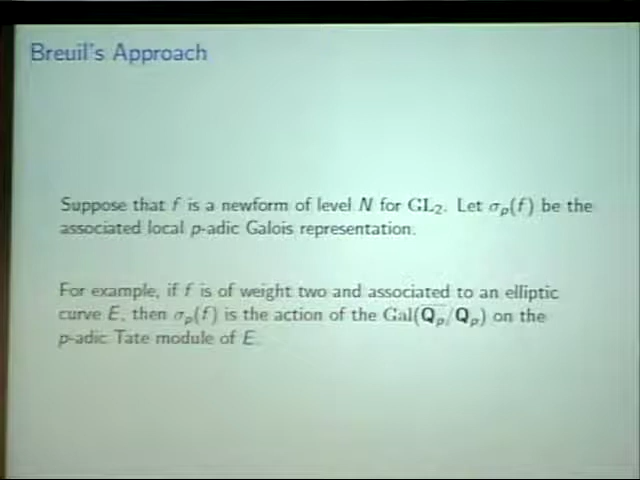 Breuil's Approach
Suppose that f is a newform of level N for GL₂. Let σₚ(f) be the
associated local p-adic Galois representation.
For example, if f is of weight two and associated to an elliptic
curve E, then σₚ(f) is the action of the Gal(Q̅ₚ/Qₚ) on the
p-adic Tate module of E.